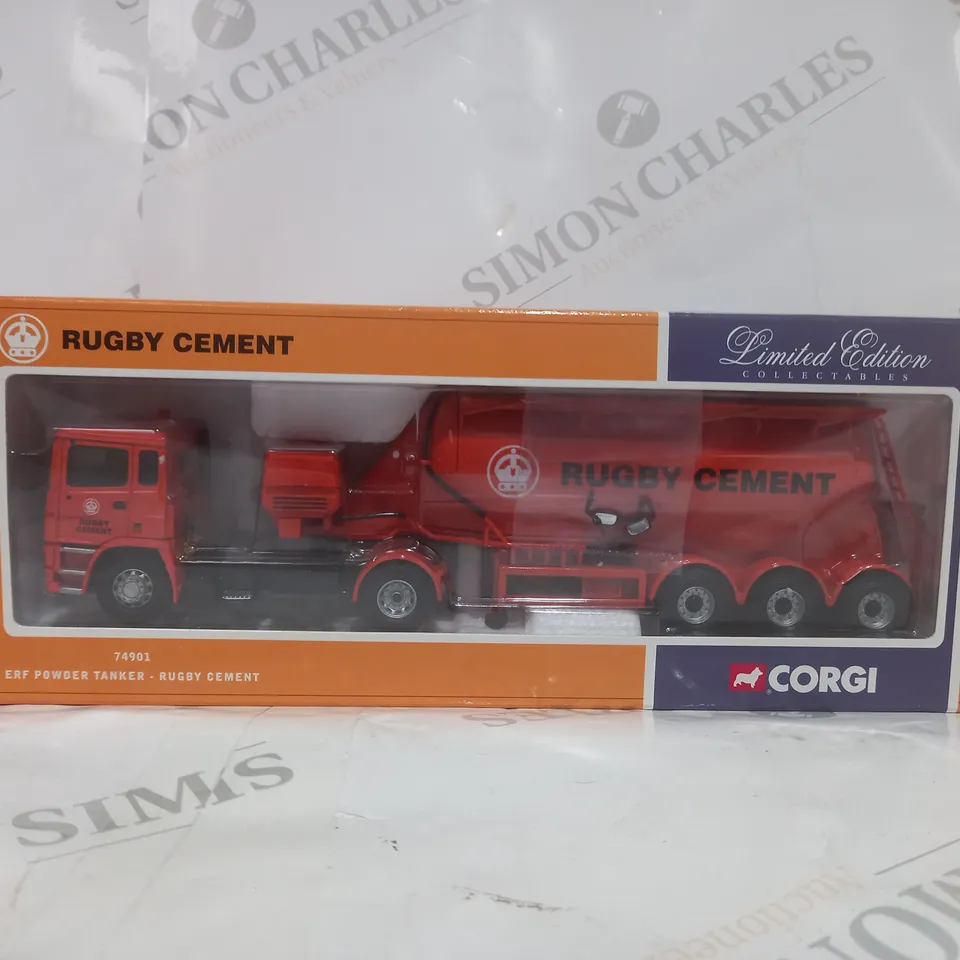 SIMON CHARLES
Auctioneers & Valuers
SIMON CHARLES
Auctioneers & Valuers
RUGBY CEMENT
Limited Edition
COLLECTABLES
RUGBY CEMENT
RUGBY
CEMENT
74901
ERF POWDER TANKER - RUGBY CEMENT
CORGI